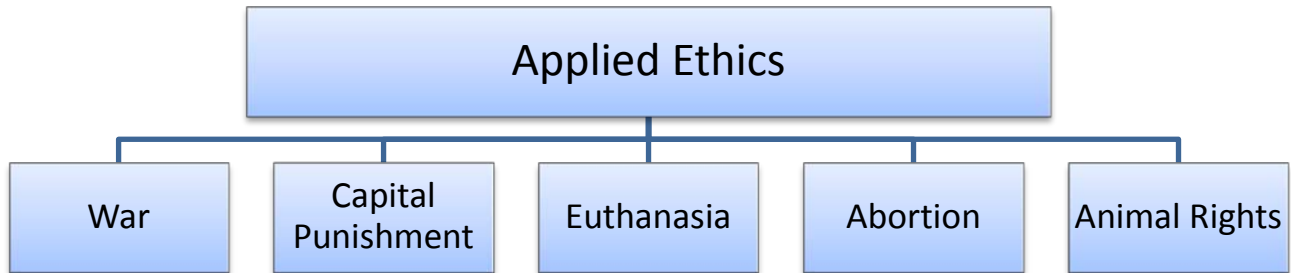 Applied Ethics
War
Capital
Punishment
Euthanasia
Abortion
Animal Rights